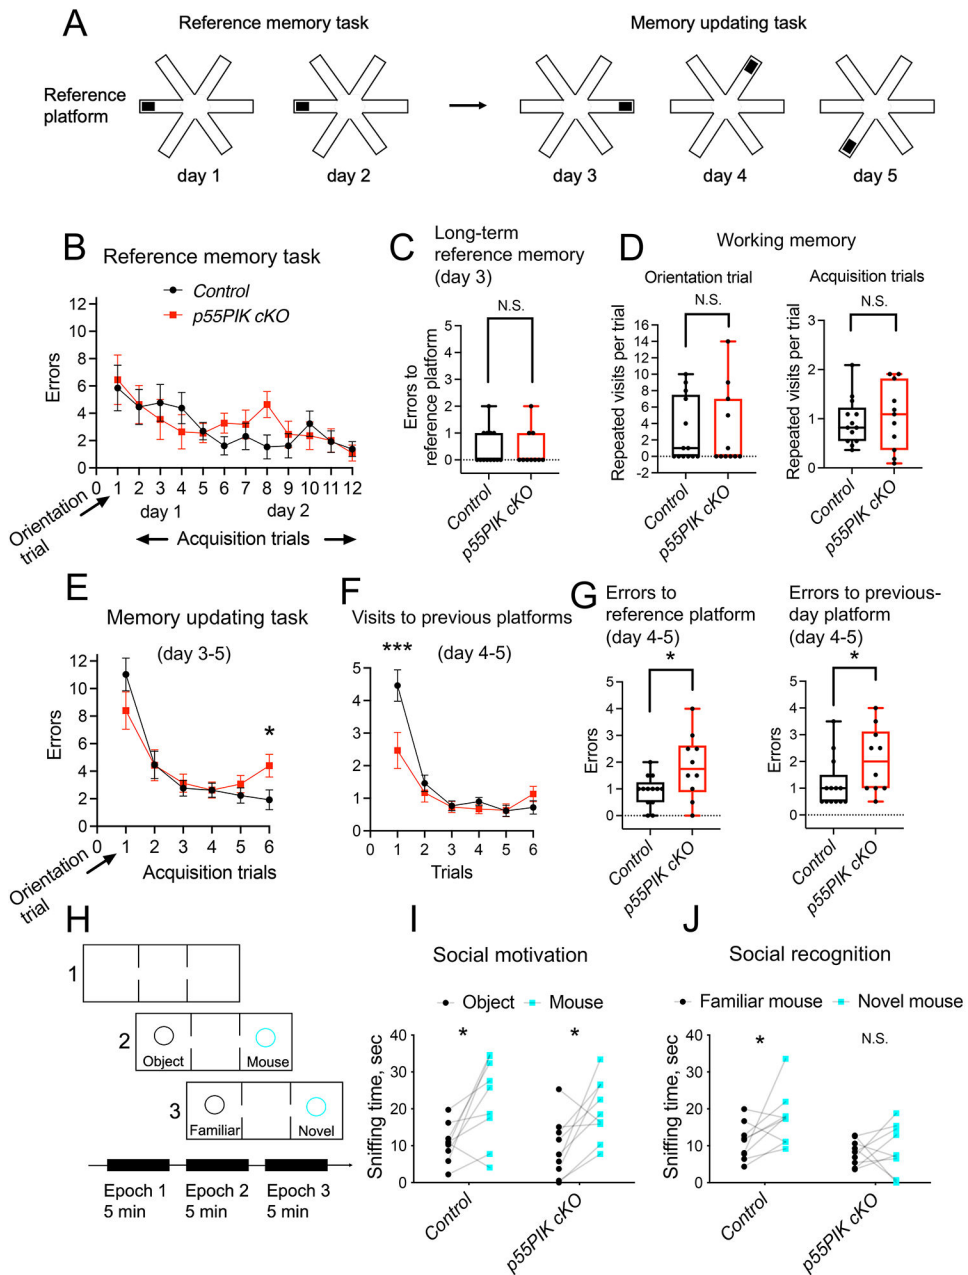 A
Reference memory task
Memory updating task
Reference
platform
day 1
day 2
day 3
day 4
day 5
B
Reference memory task
Control
p55PIK cKO
Errors
12
10
8
6
4
2
0
0 1 2 3 4 5 6 7 8 9 10 11 12
day 1
day 2
Orientation
trial
Acquisition trials
C
Long-term
reference memory
(day 3)
N.S.
Errors to
reference platform
5
4
3
2
1
0
Control
p55PIK cKO
D
Working memory
Orientation trial
N.S.
Repeated visits per trial
16
14
12
10
8
6
4
2
0
-2
Control
p55PIK cKO
Acquisition trials
N.S.
Repeated visits per trial
3
2
1
0
Control
p55PIK cKO
E
Memory updating task
(day 3-5)
*
Errors
12
10
8
6
4
2
0
0 1 2 3 4 5 6
Orientation
trial
Acquisition trials
F
Visits to previous platforms
*** (day 4-5)
5
4
3
2
1
0
0 1 2 3 4 5 6
Trials
G
Errors to
reference platform
(day 4-5)
*
Errors
5
4
3
2
1
0
Control
p55PIK cKO
Errors to previous-
day platform
(day 4-5)
*
Errors
5
4
3
2
1
0
Control
p55PIK cKO
H
1
2
Object
Mouse
3
Familiar
Novel
Epoch 1
5 min
Epoch 2
5 min
Epoch 3
5 min
I
Social motivation
Object
Mouse
*
*
Sniffing time, sec
40
30
20
10
0
Control
p55PIK cKO
J
Social recognition
Familiar mouse
Novel mouse
*
N.S.
Sniffing time, sec
40
30
20
10
0
Control
p55PIK cKO